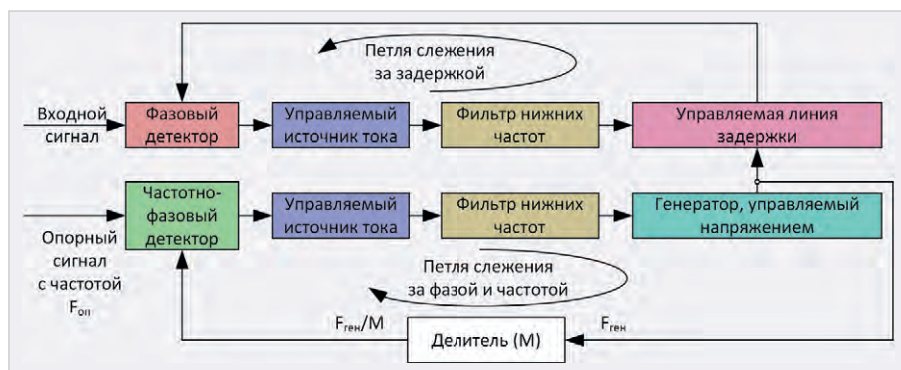 Петля слежения
за задержкой
Входной
сигнал
Фазовый
детектор
Управляемый
источник тока
Фильтр нижних
частот
Управляемая линия
задержки
Частотно-
фазовый
детектор
Управляемый
источник тока
Фильтр нижних
частот
Генератор, управляемый
напряжением
Опорный
сигнал
с частотой
Fоп
Петля слежения
за фазой и частотой
Fген/M
Делитель (M)
Fген